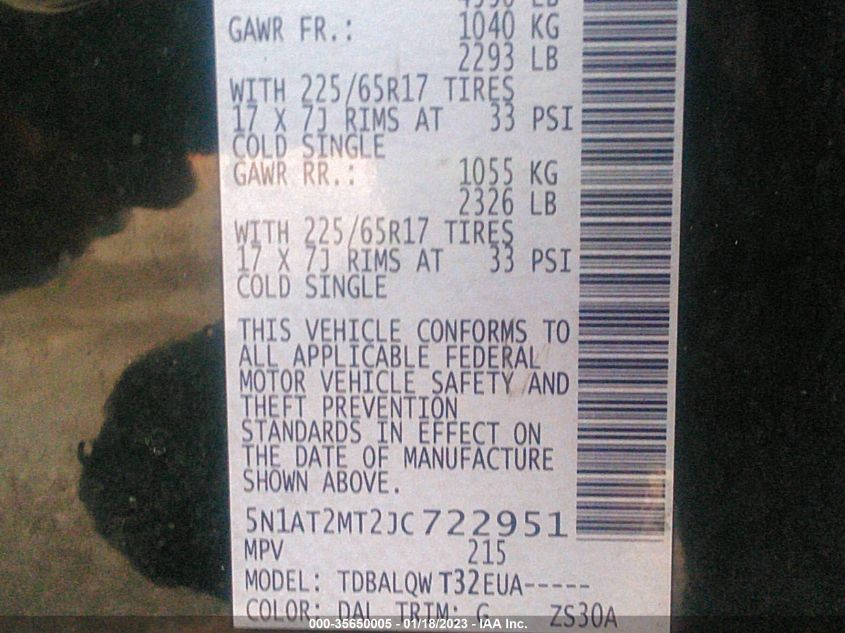 GAWR FR.: 1040 KG
2293 LB
WITH 225/65R17 TIRES
17 X 7J RIMS AT 33 PSI
COLD SINGLE
GAWR RR.: 1055 KG
2326 LB
WITH 225/65R17 TIRES
17 X 7J RIMS AT 33 PSI
COLD SINGLE
THIS VEHICLE CONFORMS TO
ALL APPLICABLE FEDERAL
MOTOR VEHICLE SAFETY AND
THEFT PREVENTION
STANDARDS IN EFFECT ON
THE DATE OF MANUFACTURE
SHOWN ABOVE.
5N1AT2MT2JC722951
MPV 215
MODEL: TDBALQW T32EUA-----
COLOR: DAL TRIM: G ZS30A
000-35650005 - 01/18/2023 - IAA Inc.